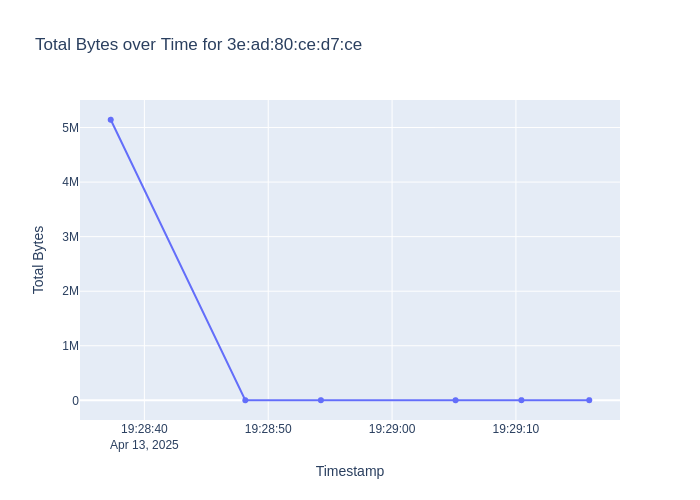 Total Bytes over Time for 3e:ad:80:ce:d7:ce
5M
4M
3M
2M
1M
0
Total Bytes
19:28:40
Apr 13, 2025
19:28:50
19:29:00
19:29:10
Timestamp